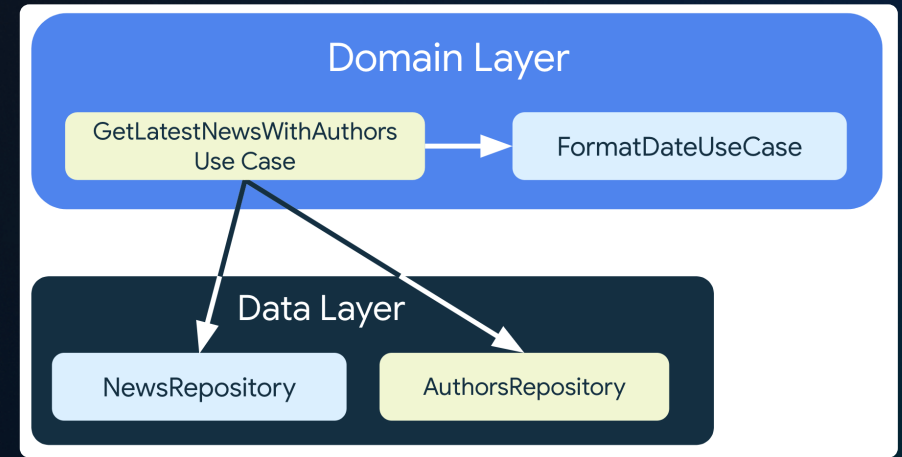 Domain Layer
GetLatestNewsWithAuthors
Use Case
FormatDateUseCase
Data Layer
NewsRepository
AuthorsRepository